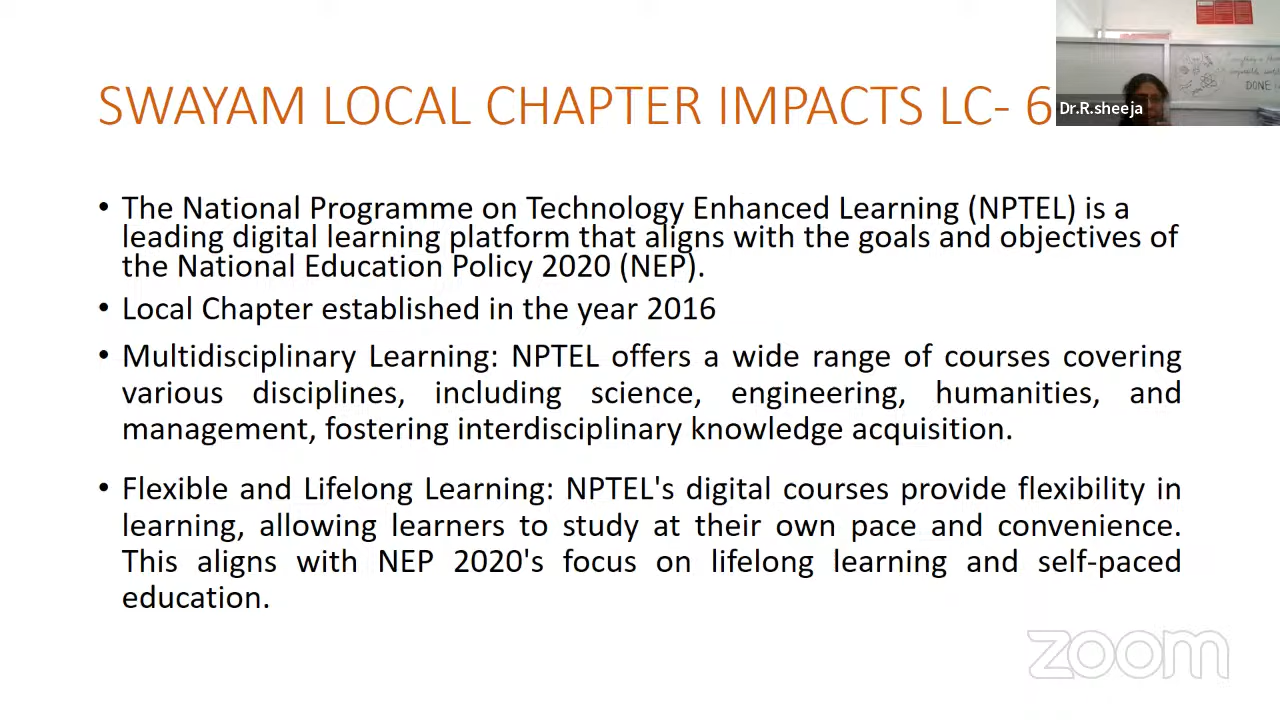 SWAYAM LOCAL CHAPTER IMPACTS LC- 6
Dr.R.sheeja
DONE
• The National Programme on Technology Enhanced Learning (NPTEL) is a
leading digital learning platform that aligns with the goals and objectives of
the National Education Policy 2020 (NEP).
• Local Chapter established in the year 2016
• Multidisciplinary Learning: NPTEL offers a wide range of courses covering
various disciplines, including science, engineering, humanities, and
management, fostering interdisciplinary knowledge acquisition.
• Flexible and Lifelong Learning: NPTEL's digital courses provide flexibility in
learning, allowing learners to study at their own pace and convenience.
This aligns with NEP 2020's focus on lifelong learning and self-paced
education.
zoom